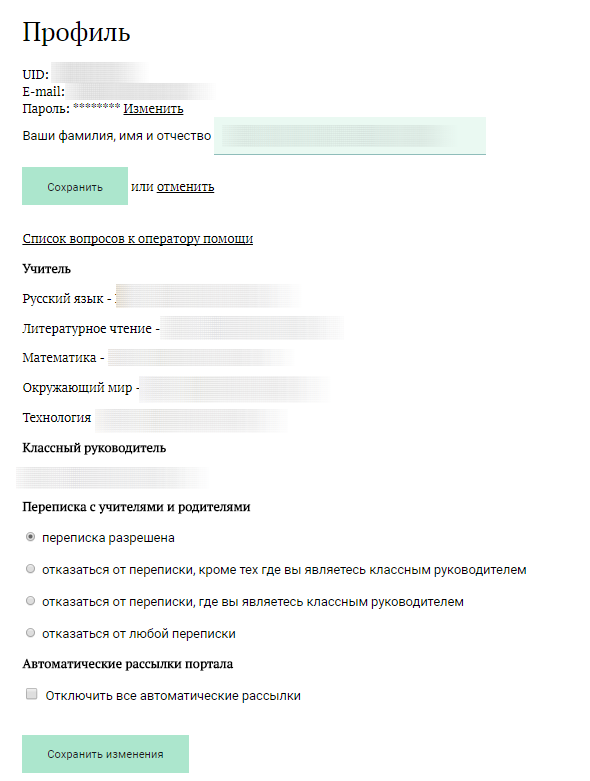 Профиль
UID:
E-mail:
Пароль: ******** Изменить
Ваши фамилия, имя и отчество
Сохранить или отменить
Список вопросов к оператору помощи
Учитель
Русский язык -
Литературное чтение -
Математика -
Окружающий мир -
Технология
Классный руководитель
Переписка с учителями и родителями
переписка разрешена
отказаться от переписки, кроме тех где вы являетесь классным руководителем
отказаться от переписки, где вы являетесь классным руководителем
отказаться от любой переписки
Автоматические рассылки портала
Отключить все автоматические рассылки
Сохранить изменения